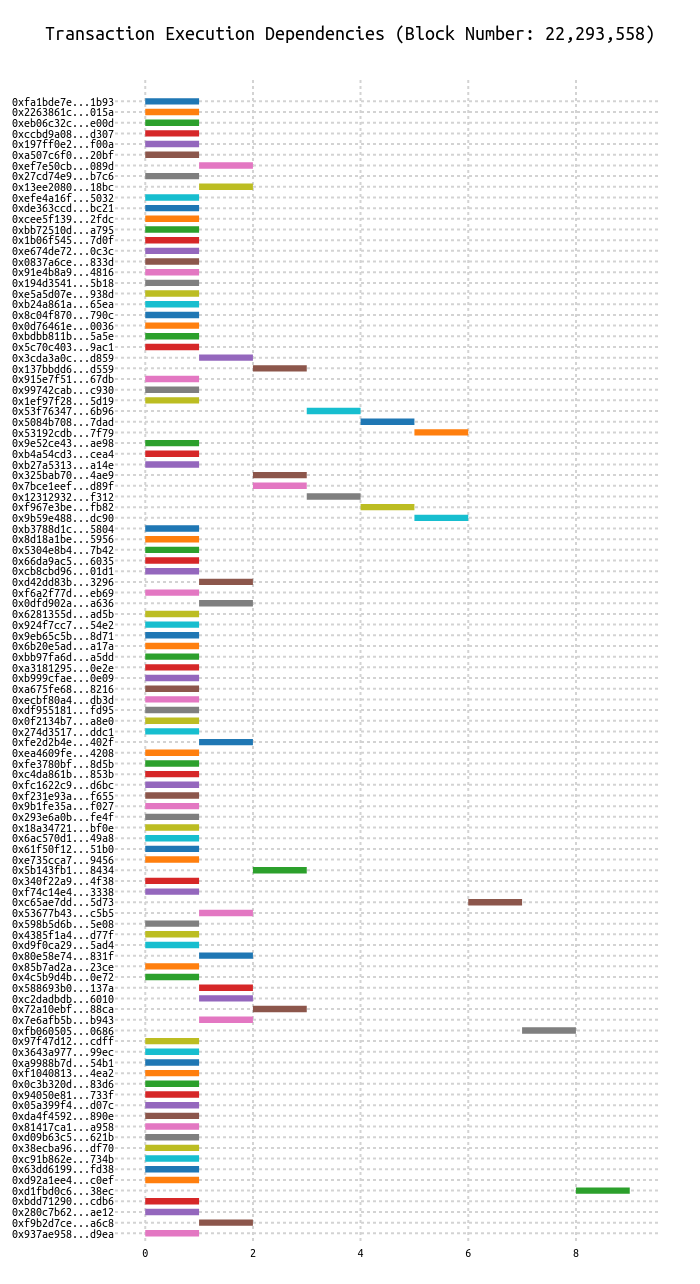 Transaction Execution Dependencies (Block Number: 22,293,558)
0xfa1bde7e...1b93
0x2263861c...015a
0xeb06c32c...e00d
0xccbd9a08...d307
0x197ff0e2...f00a
0xa507c6f0...20bf
0xef7e50cb...089d
0x27cd74e9...b7c6
0x13ee2080...18bc
0xefe4a16f...5032
0xde363ccd...bc21
0xcee5f139...2fdc
0xbb72510d...a795
0x1b06f545...7d0f
0xe674de72...0c3c
0x0837a6ce...833d
0x91e4b8a9...4816
0x194d3541...5b18
0xe5a5d07e...938d
0xb24a861a...65ea
0x8c04f870...790c
0x0d76461e...0036
0xbdbb811b...5a5e
0x5c70c403...9ac1
0x3cda3a0c...d859
0x137bbdd6...d559
0x915e7f51...67db
0x99742cab...c930
0x1ef97f28...5d19
0x53f76347...6b96
0x5084b708...7dad
0x53192cdb...7f79
0x9e52ce43...ae98
0xb4a54cd3...cea4
0xb27a5313...a14e
0x325bab70...4ae9
0x7bce1eef...d89f
0x12312932...f312
0xf967e3be...fb82
0x9b59e488...dc90
0xb3788d1c...5804
0x8d18a1be...5956
0x5304e8b4...7b42
0x66da9ac5...6035
0xcb8cbd96...01d1
0xd42dd83b...3296
0xf6a2f77d...eb69
0x0dfd902a...a636
0x6281355d...ad5b
0x924f7cc7...54e2
0x9eb65c5b...8d71
0x6b20e5ad...a17a
0xbb97fa6d...a5dd
0xa3181295...0e2e
0xb999cfae...0e09
0xa675fe68...8216
0xecbf80a4...db3d
0xdf955181...fd95
0x0f2134b7...a8e0
0x274d3517...ddc1
0xfe2d2b4e...402f
0xea4609fe...4208
0xfe3780bf...8d5b
0xc4da861b...853b
0xfc1622c9...d6bc
0xf231e93a...f655
0x9b1fe35a...f027
0x293e6a0b...fe4f
0x18a34721...bf0e
0x6ac570d1...49a8
0x61f50f12...51b0
0xe735cca7...9456
0x5b143fb1...8434
0x340f22a9...4f38
0xf74c14e4...3338
0xc65ae7dd...5d73
0x53677b43...c5b5
0x598b5d6b...5e08
0x4385f1a4...d77f
0xd9f0ca29...5ad4
0x80e58e74...831f
0x85b7ad2a...23ce
0x4c5b9d4b...0e72
0x588693b0...137a
0xc2dadbdb...6010
0x72a10ebf...88ca
0x7e6afb5b...b943
0xfb060505...0686
0x97f47d12...cdff
0x3643a977...99ec
0xa9988b7d...54b1
0xf1040813...4ea2
0x0c3b320d...83d6
0x94050e81...733f
0x05a399f4...d07c
0xda4f4592...890e
0x81417ca1...a958
0xd09b63c5...621b
0x38ecba96...df70
0xc91b862e...734b
0x63dd6199...fd38
0xd92a1ee4...c0ef
0xd1fbd0c6...38ec
0xbdd71290...cdb6
0x280c7b62...ae12
0xf9b2d7ce...a6c8
0x937ae958...d9ea
0 2 4 6 8